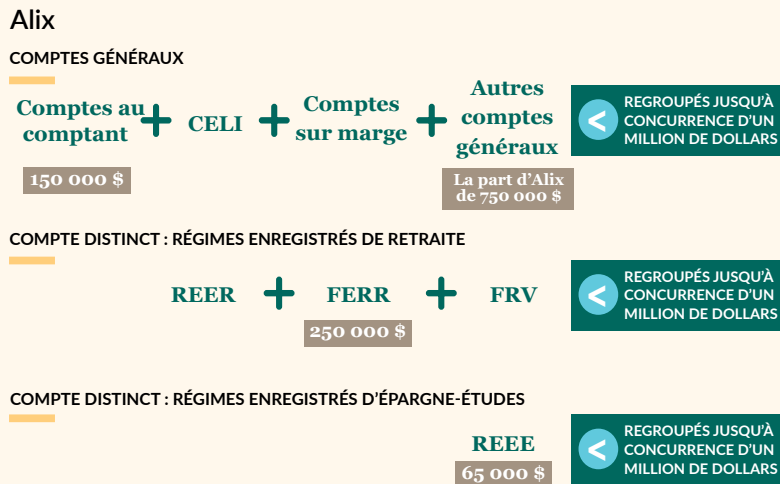 Alix
COMPTES GÉNÉRAUX
Comptes au
comptant
+
CELI
+
Comptes
sur marge
+
Autres
comptes
généraux
<
REGROUPÉS JUSQU'À
CONCURRENCE D'UN
MILLION DE DOLLARS
150 000 $
La part d'Alix
de 750 000 $
COMPTE DISTINCT : RÉGIMES ENREGISTRÉS DE RETRAITE
REER + FERR + FRV
<
REGROUPÉS JUSQU'À
CONCURRENCE D'UN
MILLION DE DOLLARS
250 000 $
COMPTE DISTINCT : RÉGIMES ENREGISTRÉS D'ÉPARGNE-ÉTUDES
REEE
<
REGROUPÉS JUSQU'À
CONCURRENCE D'UN
MILLION DE DOLLARS
65 000 $